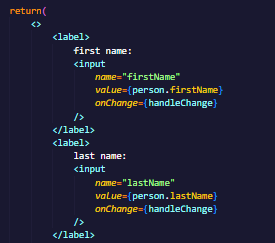 return(
<>
<label>
first name:
<input
name="firstName"
value={person.firstName}
onChange={handleChange}
/>
</label>
<label>
last name:
<input
name="lastName"
value={person.lastName}
onChange={handleChange}
/>
</label>